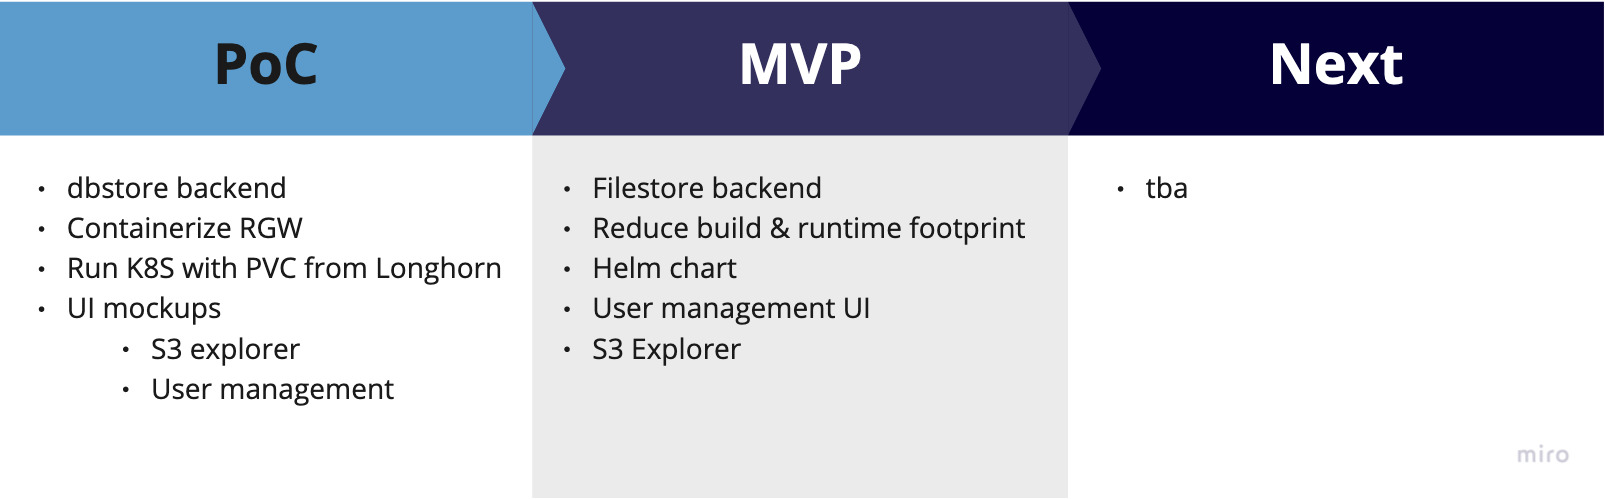 PoC
MVP
Next
• dbstore backend
• Containerize RGW
• Run K8S with PVC from Longhorn
• UI mockups
• S3 explorer
• User management
• Filestore backend
• Reduce build & runtime footprint
• Helm chart
• User management UI
• S3 Explorer
• tba
miro